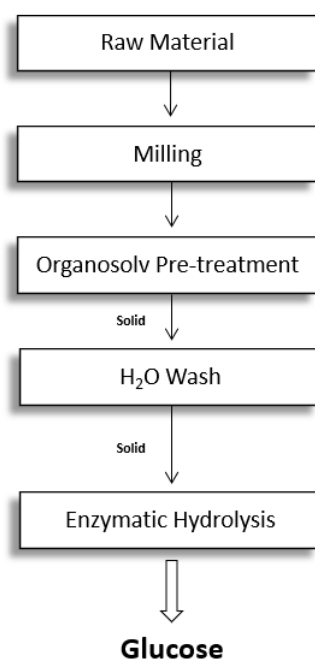 Raw Material
Milling
Organosolv Pre-treatment
Solid
H₂O Wash
Solid
Enzymatic Hydrolysis
Glucose